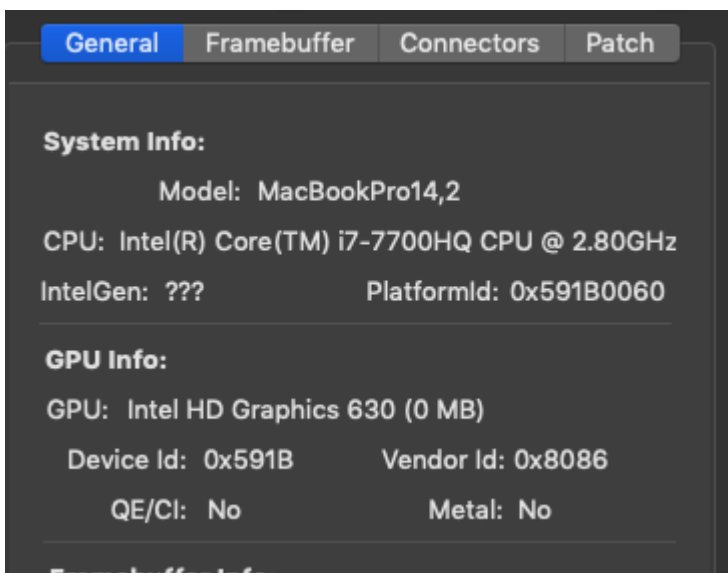 General Framebuffer Connectors Patch
System Info:
Model: MacBookPro14,2
CPU: Intel(R) Core(TM) i7-7700HQ CPU @ 2.80GHz
IntelGen: ??? PlatformId: 0x591B0060
GPU Info:
GPU: Intel HD Graphics 630 (0 MB)
Device Id: 0x591B Vendor Id: 0x8086
QE/CI: No Metal: No
Framebuffer Info: